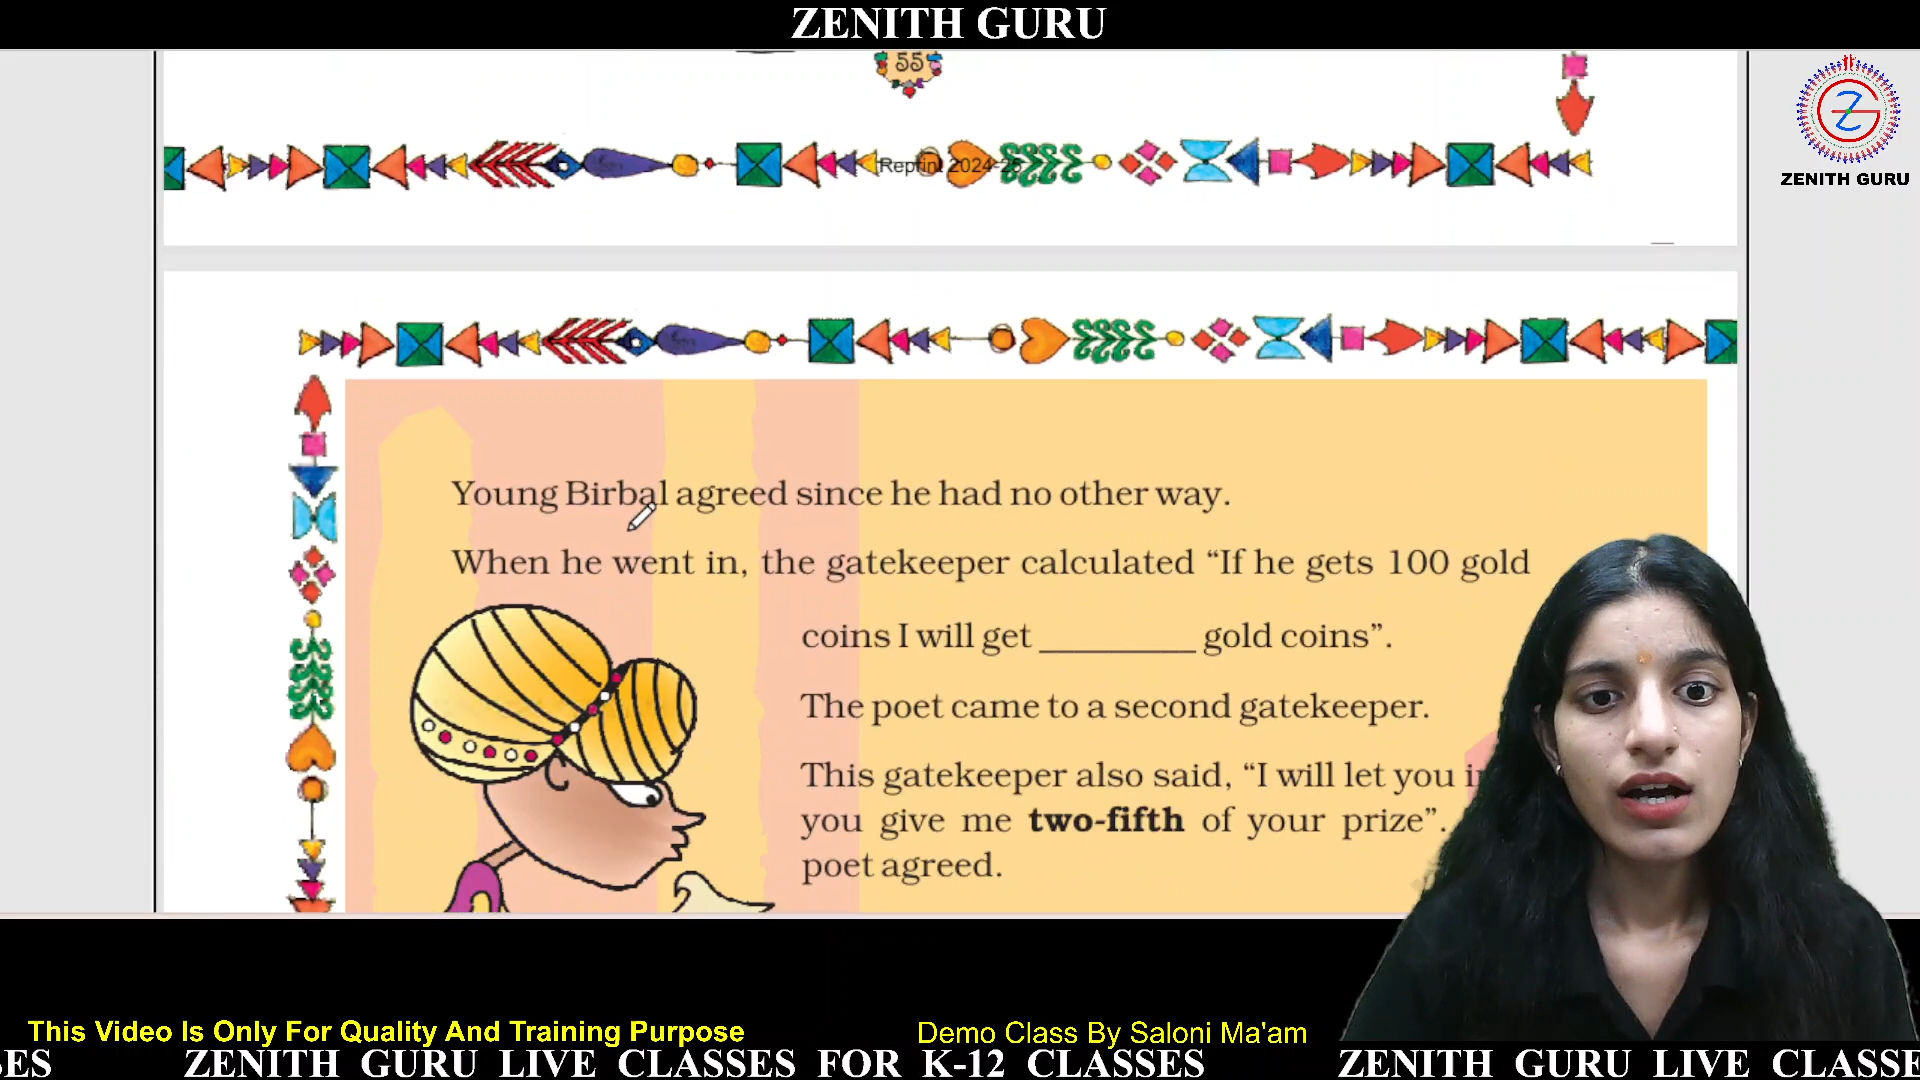 ZENITH GURU
55
Reprint 2024-25
ZENITH GURU
Young Birbal agreed since he had no other way.
When he went in, the gatekeeper calculated “If he gets 100 gold
coins I will get _________ gold coins”.
The poet came to a second gatekeeper.
This gatekeeper also said, “I will let you
you give me two-fifth of your prize”.
poet agreed.
This Video Is Only For Quality And Training Purpose
Demo Class By Saloni Ma'am
ZENITH GURU LIVE CLASSES FOR K-12 CLASSES
ZENITH GURU LIVE